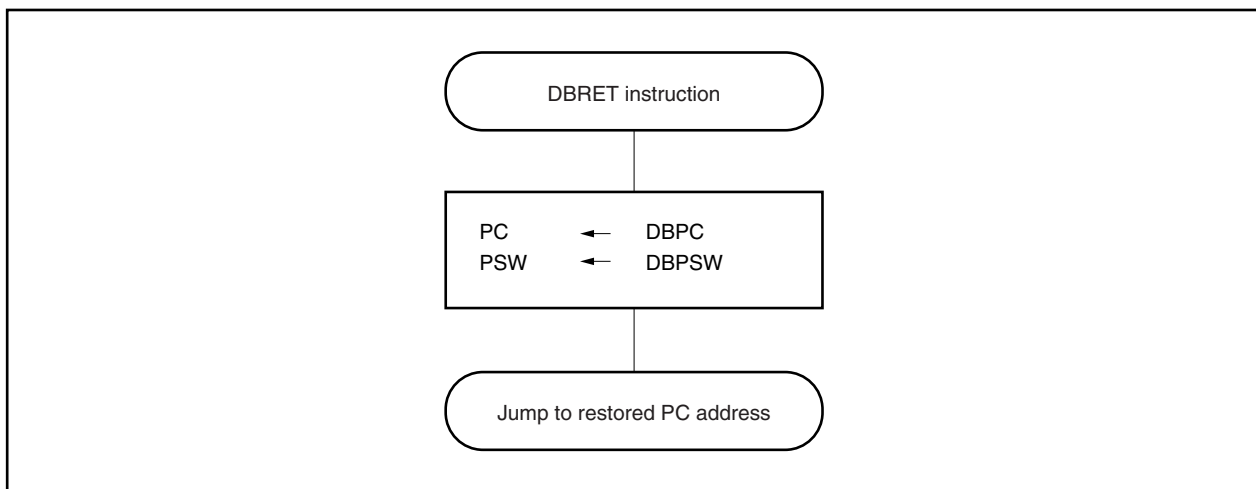 DBRET instruction
PC ← DBPC
PSW ← DBPSW
Jump to restored PC address